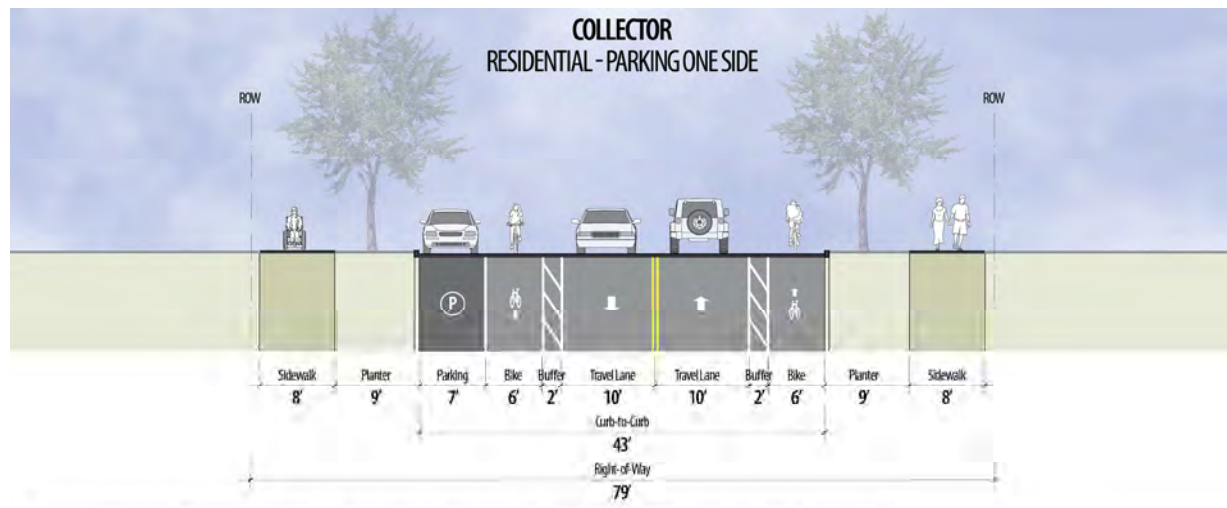 COLLECTOR
RESIDENTIAL - PARKING ONE SIDE
ROW ROW
P
Sidewalk Planter Parking Bike Buffer Travel Lane Travel Lane Buffer Bike Planter Sidewalk
8' 9' 7' 6' 2' 10' 10' 2' 6' 9' 8'
Curb-to-Curb
43'
Right-of-Way
79'